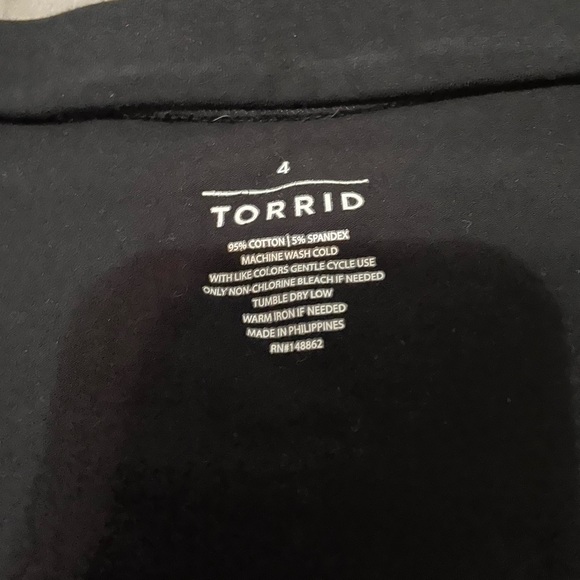 4
TORRID
95% COTTON | 5% SPANDEX
MACHINE WASH COLD
WITH LIKE COLORS GENTLE CYCLE USE
ONLY NON-CHLORINE BLEACH IF NEEDED
TUMBLE DRY LOW
WARM IRON IF NEEDED
MADE IN PHILIPPINES
RN#148862